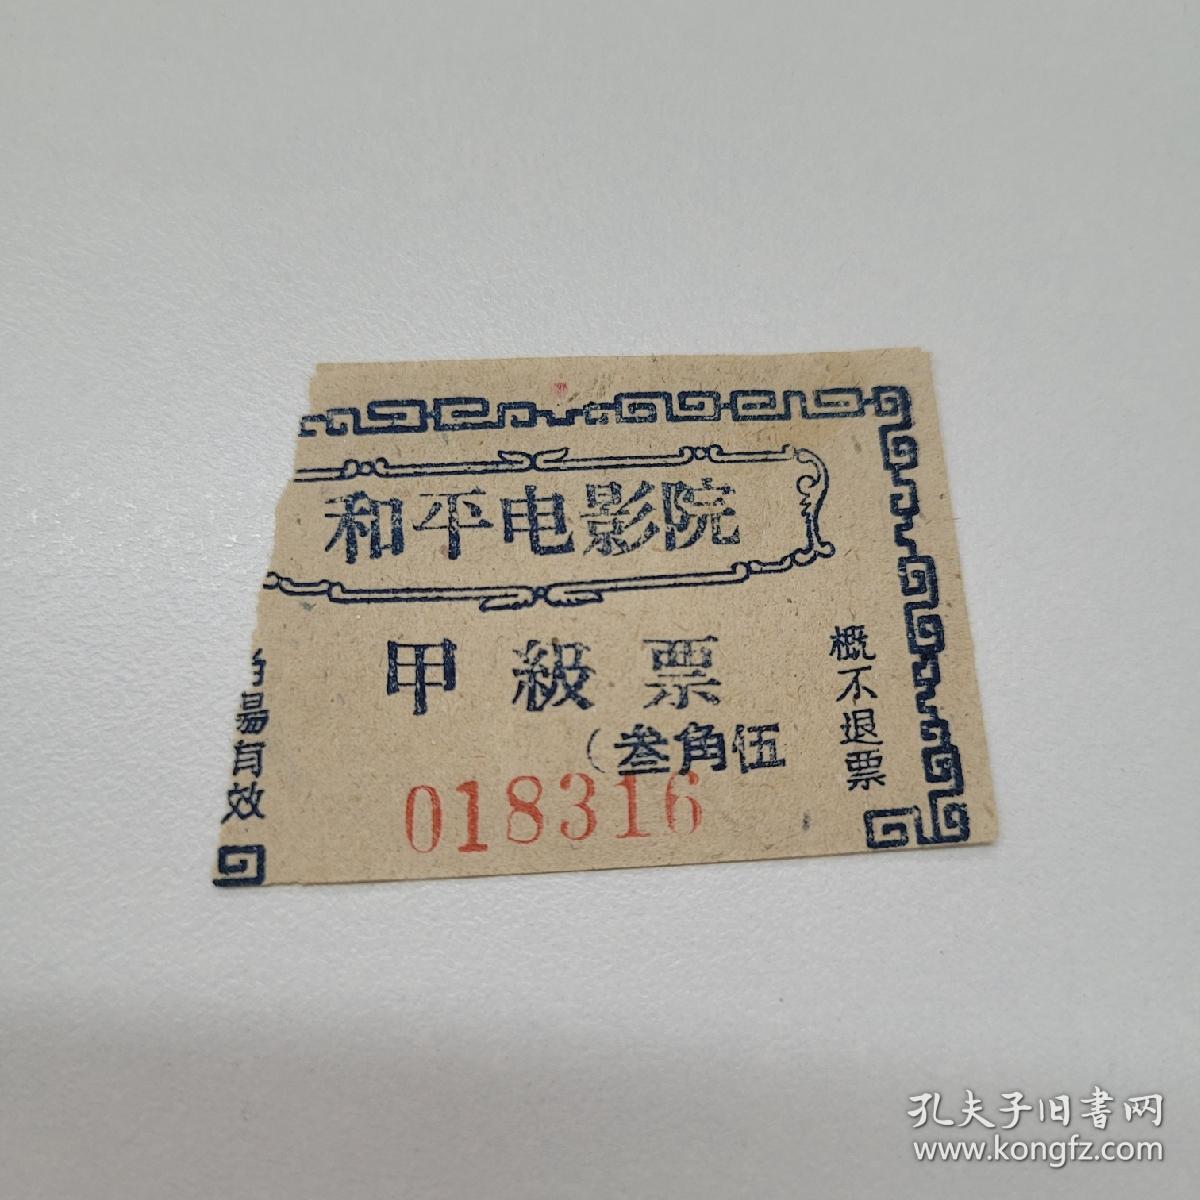 和平电影院
甲級票
（叁角伍
018316
概不退票
場有效
孔夫子旧书网
www.kongfz.com